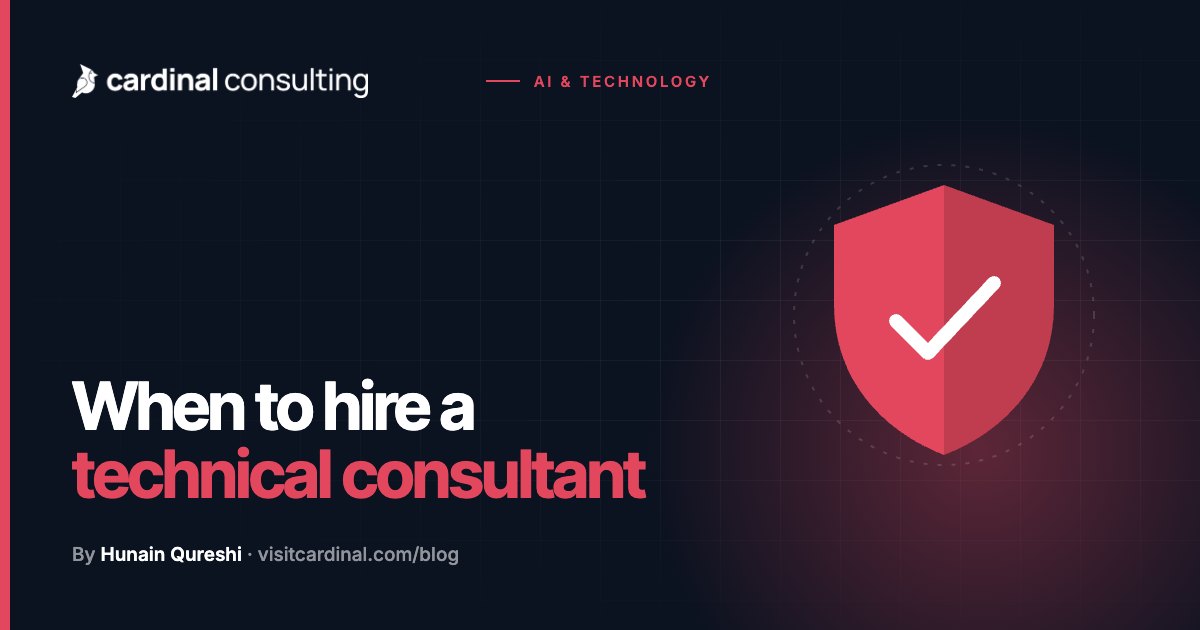 cardinal consulting
AI & TECHNOLOGY
When to hire a
technical consultant
By Hunain Qureshi · visitcardinal.com/blog